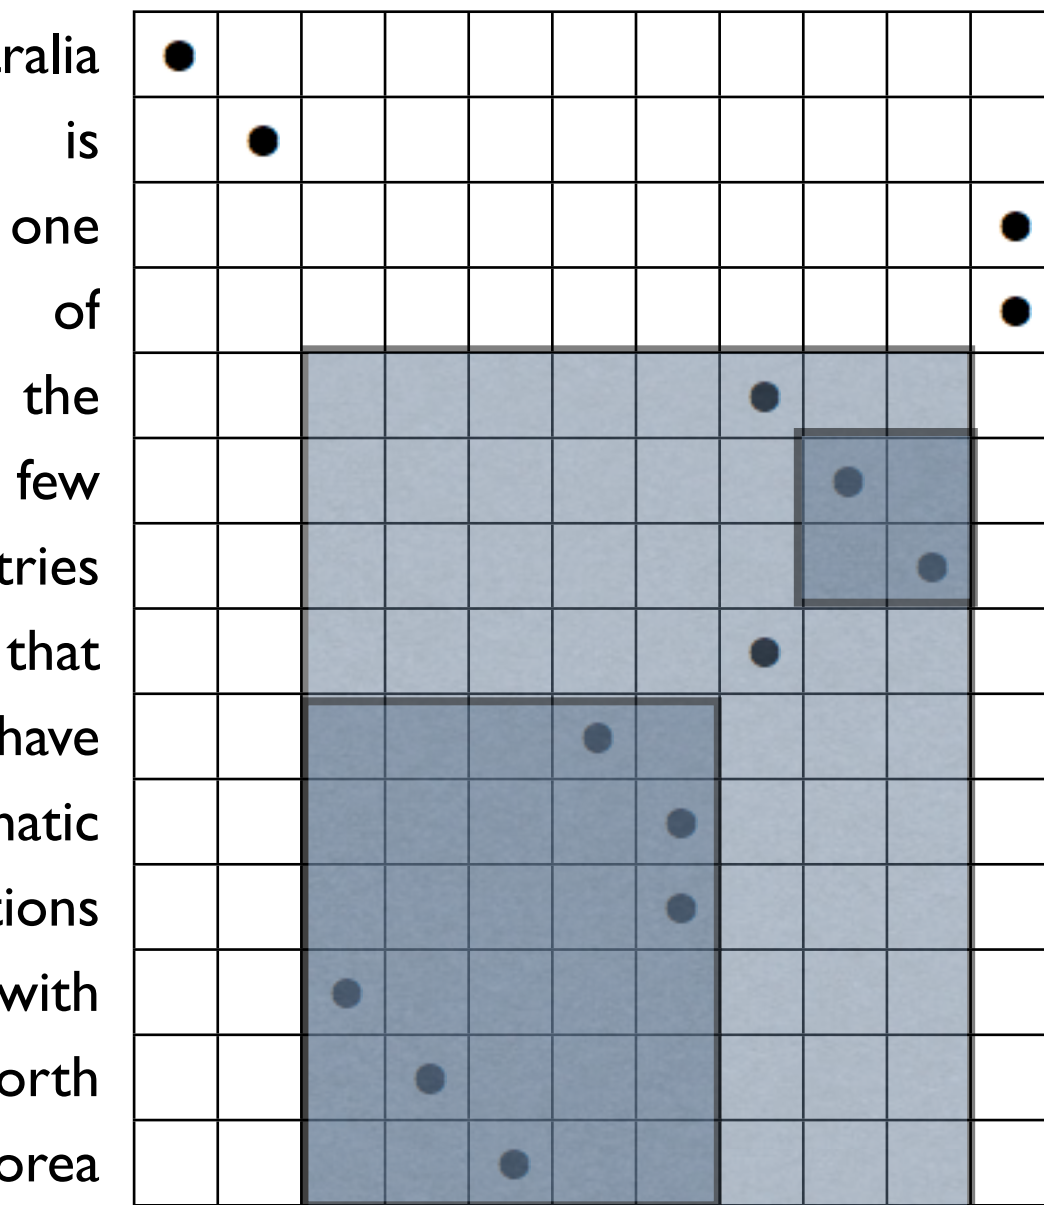 ralia
is
one
of
the
few
tries
that
have
natic
tions
with
orth
orea